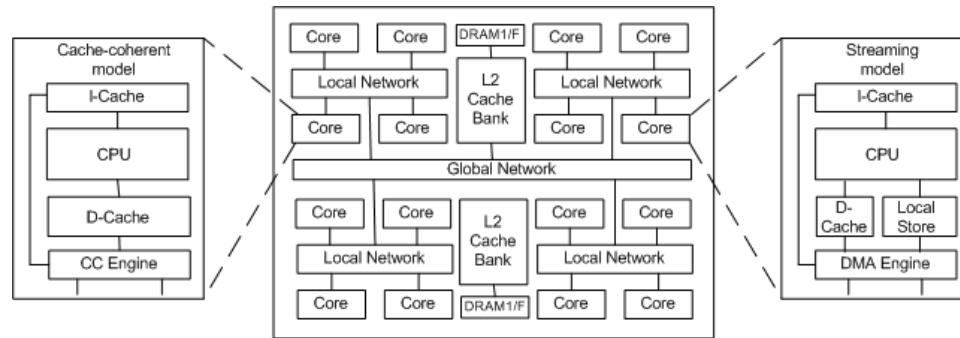 Cache-coherent
model
I-Cache
CPU
D-Cache
CC Engine
Core
Core
DRAM1/F
Core
Core
Local Network
L2
Cache
Bank
Local Network
Core
Core
Core
Core
Global Network
Core
Core
L2
Cache
Bank
Core
Core
Local Network
Local Network
Core
Core
DRAM1/F
Core
Core
Streaming
model
I-Cache
CPU
D-
Cache
Local
Store
DMA Engine